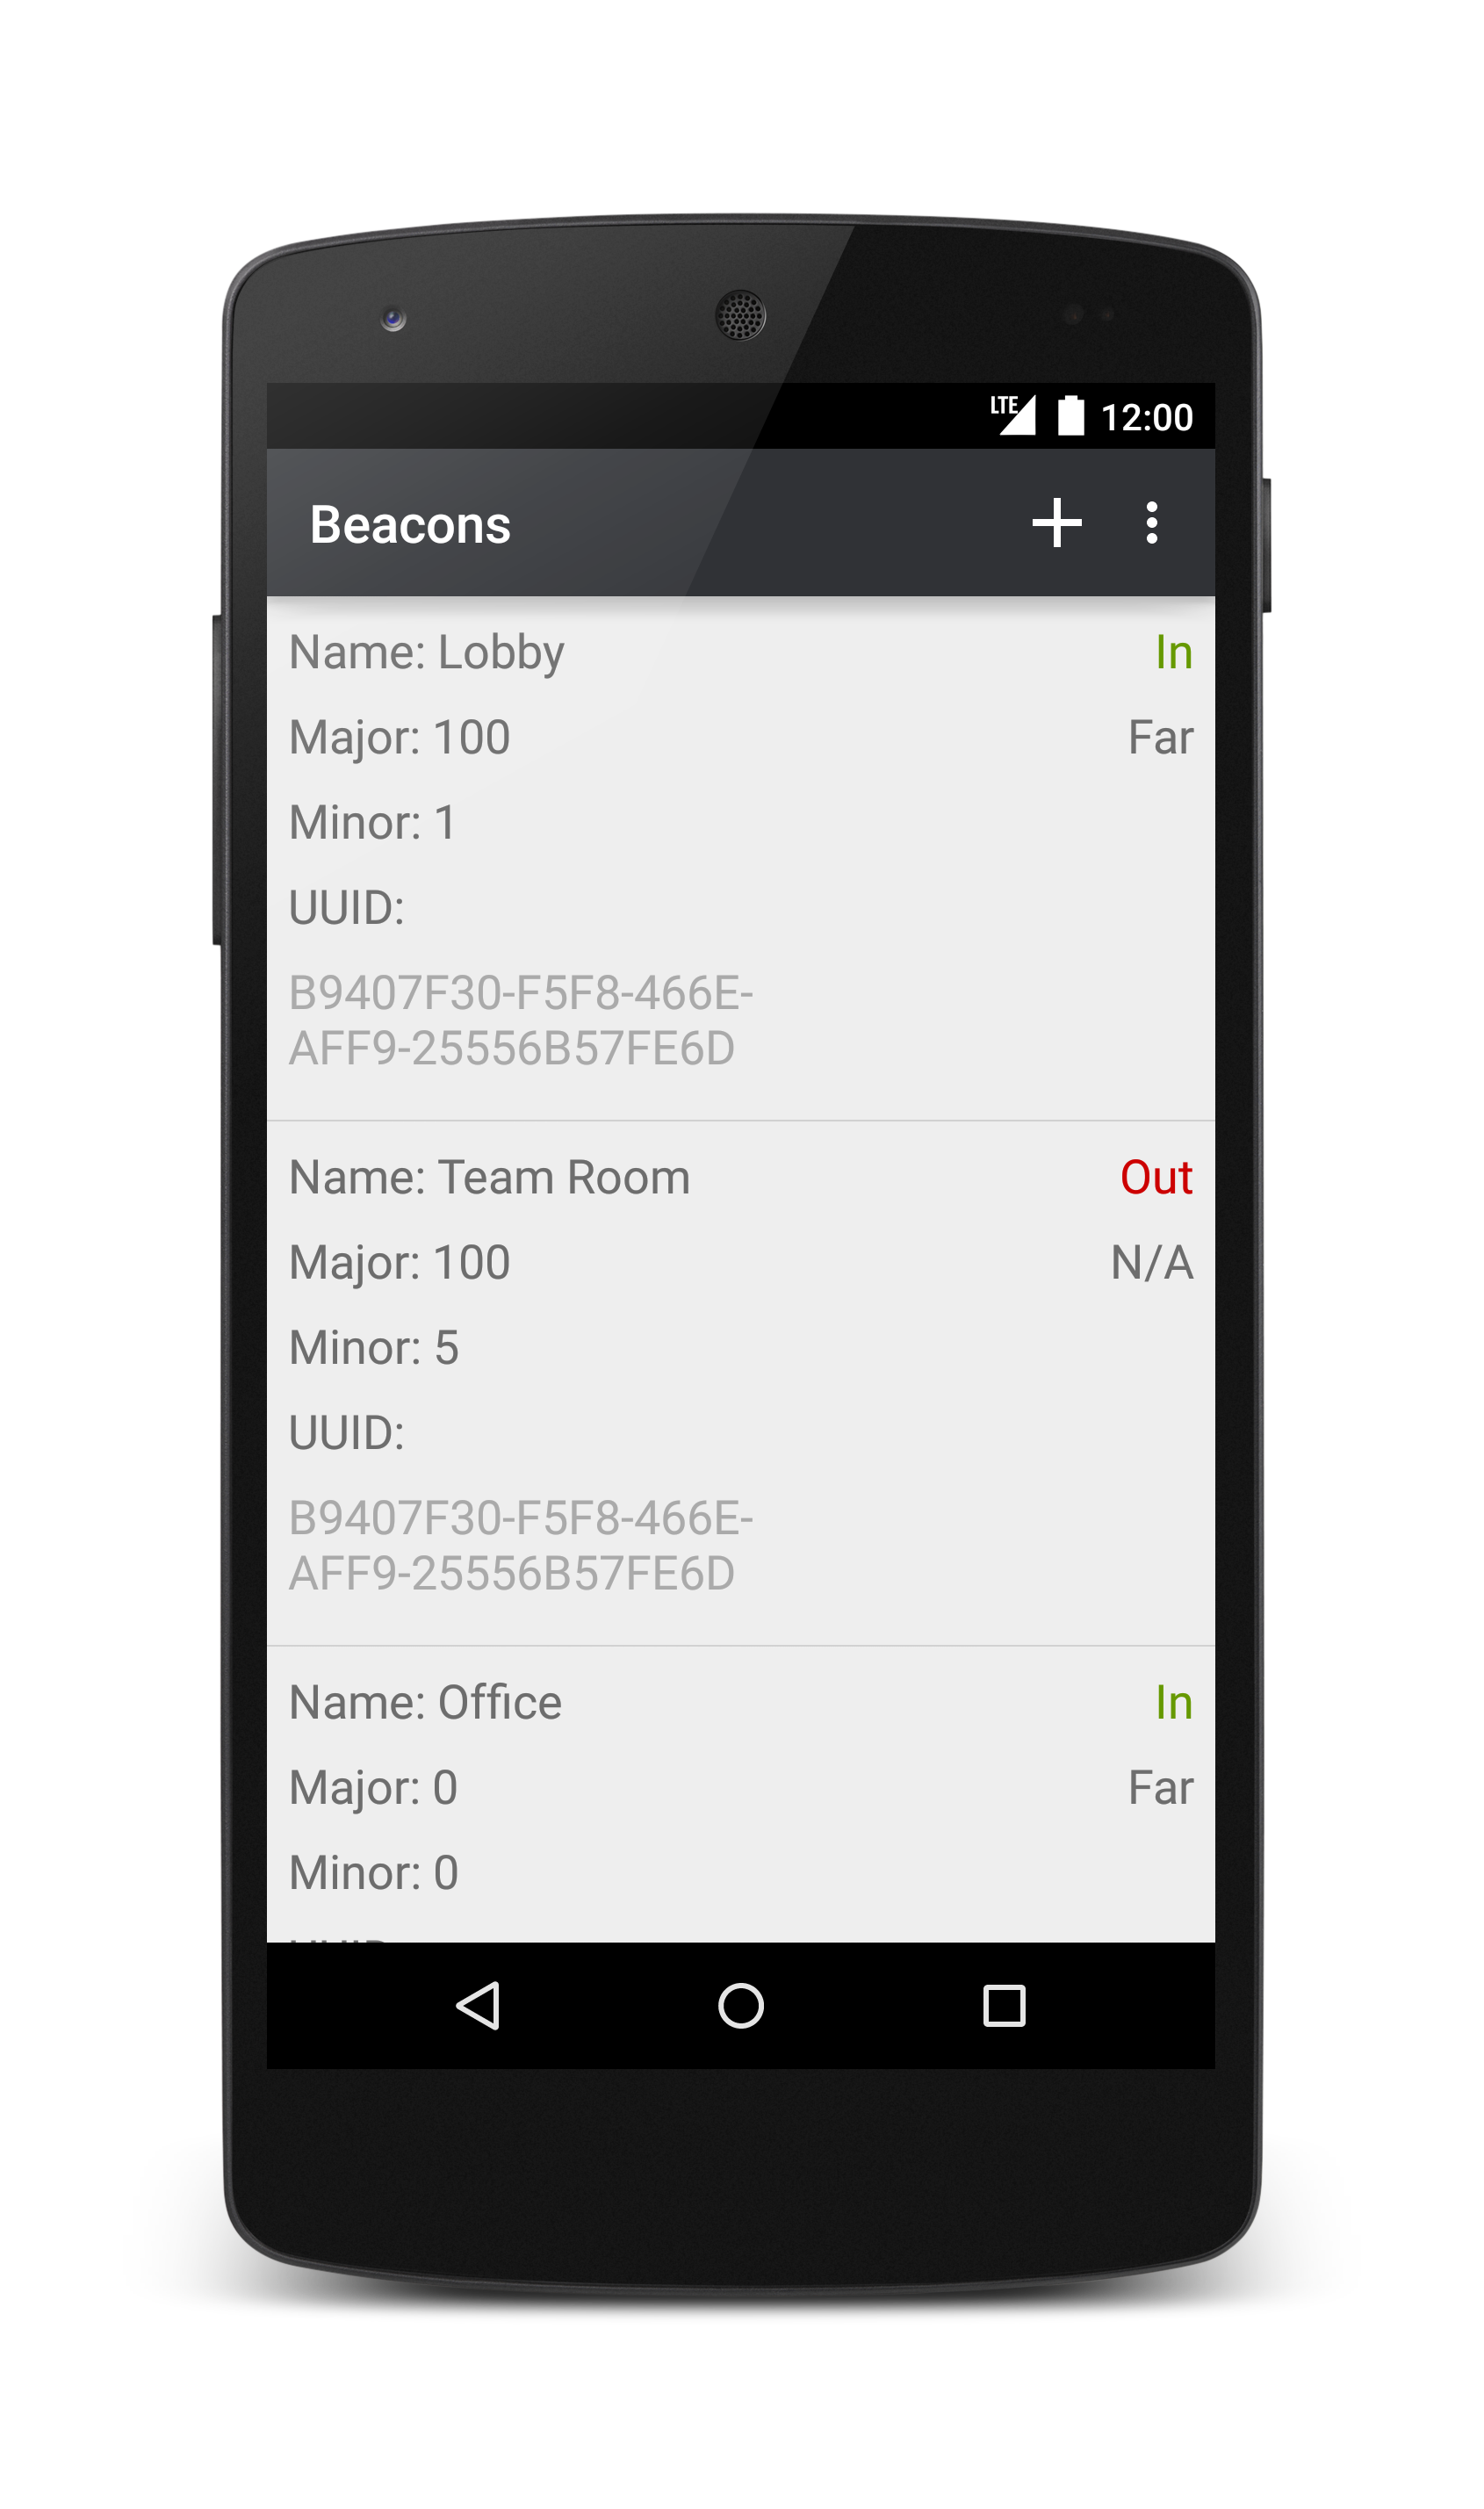 LTE 12:00
Beacons
Name: Lobby In
Major: 100 Far
Minor: 1
UUID:
B9407F30-F5F8-466E-
AFF9-25556B57FE6D
Name: Team Room Out
Major: 100 N/A
Minor: 5
UUID:
B9407F30-F5F8-466E-
AFF9-25556B57FE6D
Name: Office In
Major: 0 Far
Minor: 0